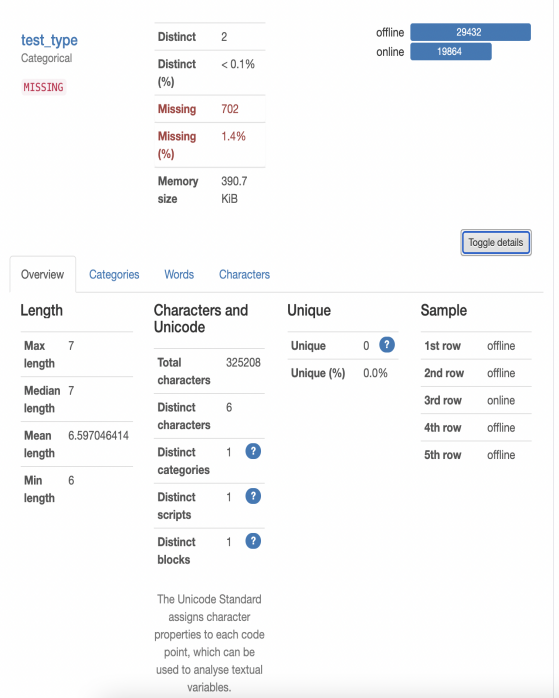 test_type
Categorical
MISSING
Distinct 2
Distinct
(%) < 0.1%
Missing 702
Missing
(%) 1.4%
Memory
size 390.7
KiB
offline 29432
online 19864
Toggle details
Overview Categories Words Characters
Length
Max
length 7
Median
length 7
Mean
length 6.597046414
Min
length 6
Characters and
Unicode
Total
characters 325208
Distinct
characters 6
Distinct
categories 1 ?
Distinct
scripts 1 ?
Distinct
blocks 1 ?
The Unicode Standard
assigns character
properties to each code
point, which can be
used to analyse textual
variables.
Unique
Unique 0 ?
Unique (%) 0.0%
Sample
1st row offline
2nd row offline
3rd row online
4th row offline
5th row offline